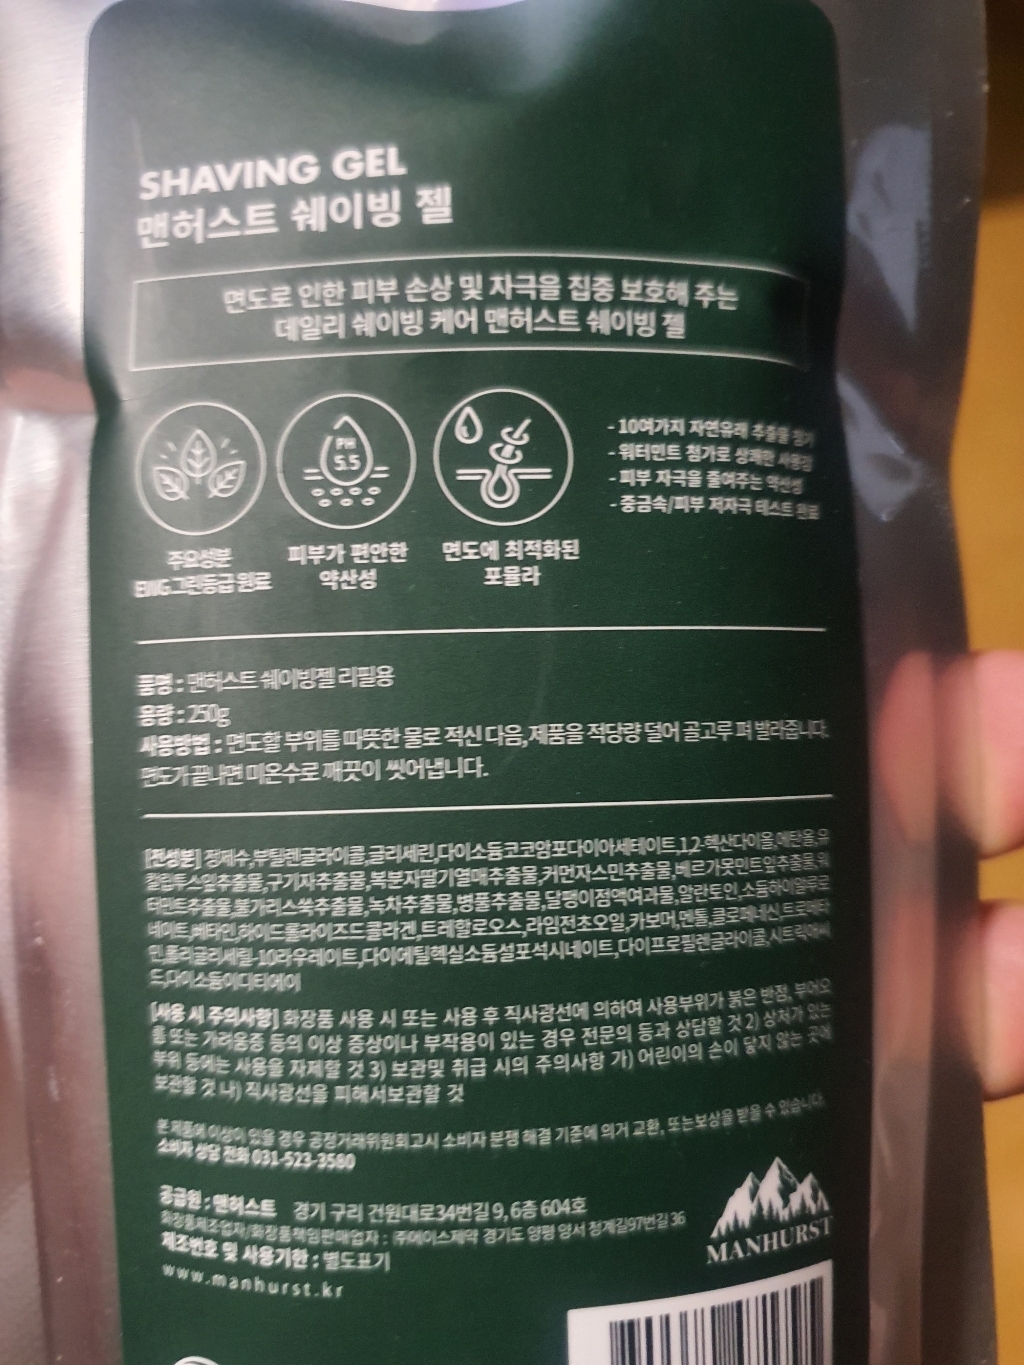 SHAVING GEL
맨허스트 쉐이빙 젤
면도로 인한 피부 손상 및 자극을 집중 보호해 주는
데일리 쉐이빙 케어 맨허스트 쉐이빙 젤
PH
5.5
- 10여가지 자연유래 추출물 첨가
- 워터민트 첨가로 상쾌한 사용감
- 피부 자극을 줄여주는 약산성
- 중금속/피부 저자극 테스트 완료
주요성분
EWG그린등급 원료
피부가 편안한
약산성
면도에 최적화된
포뮬라
품명 : 맨허스트 쉐이빙젤 리필용
용량 : 250g
사용방법 : 면도할 부위를 따뜻한 물로 적신 다음, 제품을 적당량 덜어 골고루 펴 발라줍니다.
면도가 끝나면 미온수로 깨끗이 씻어냅니다.
[전성분] 정제수,부틸렌글라이콜,글리세린,다이소듐코코암포다이아세테이트,1,2-헥산다이올,에탄올,유
칼립투스잎추출물,구기자추출물,복분자딸기열매추출물,커먼자스민추출물,베르가못민트잎추출물,워
터민트추출물,불가리스쑥추출물,녹차추출물,병풀추출물,달팽이점액여과물,알란토인,소듐하이알루로
네이트,베타인,하이드롤라이즈드콜라겐,트레할로오스,라임전초오일,카보머,멘톨,클로페네신,트로메타
민,폴리글리세릴-10라우레이트,다이에틸헥실소듐설포석시네이트,다이프로필렌글라이콜,시트릭애씨
드,다이소듐이디티에이
[사용 시 주의사항] 화장품 사용 시 또는 사용 후 직사광선에 의하여 사용부위가 붉은 반점, 부어오
름 또는 가려움증 등의 이상 증상이나 부작용이 있는 경우 전문의 등과 상담할 것 2) 상처가 있는
부위 등에는 사용을 자제할 것 3) 보관및 취급 시의 주의사항 가) 어린이의 손이 닿지 않는 곳에
보관할 것 나) 직사광선을 피해서보관할 것
본 제품에 이상이 있을 경우 공정거래위원회고시 소비자 분쟁 해결 기준에 의거 교환, 또는보상을 받을 수 있습니다.
소비자 상담 전화 031-523-3580
공급원 : 맨허스트 경기 구리 건원대로34번길 9, 6층 604호
화장품제조업자/화장품책임판매업자 : ㈜에이스제약 경기도 양평 양서 청계길97번길 36
제조번호 및 사용기한 : 별도표기
www.manhurst.kr
MANHURST